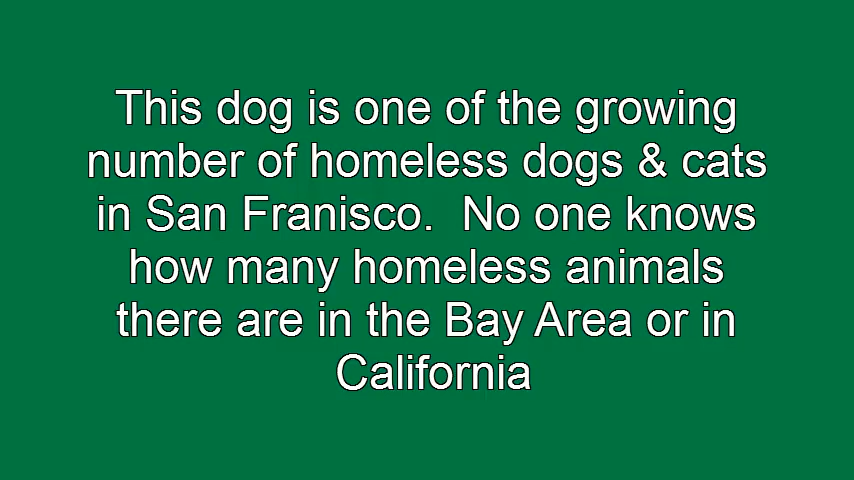 This dog is one of the growing
number of homeless dogs & cats
in San Franisco.  No one knows
how many homeless animals
there are in the Bay Area or in
California